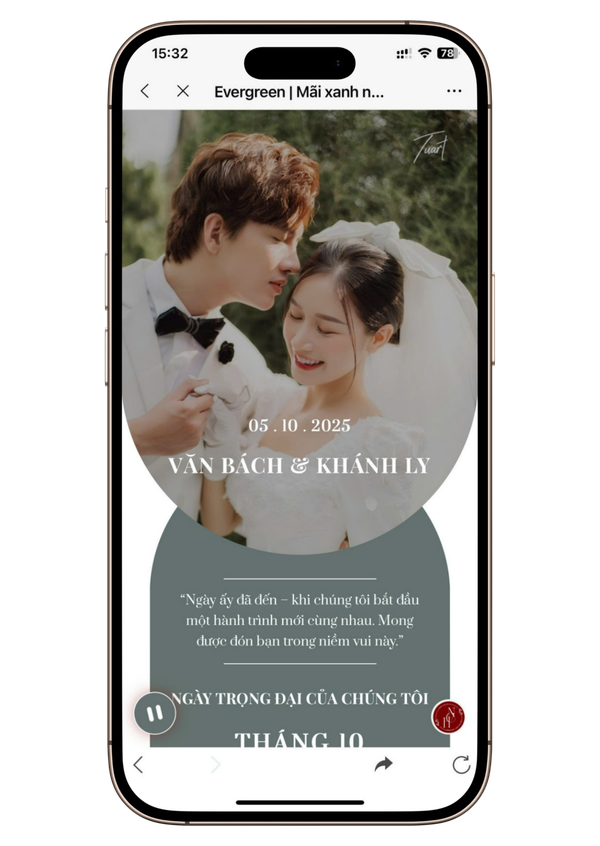 15:32
78
Evergreen | Mãi xanh n...
Tuart
05 . 10 . 2025
VĂN BÁCH & KHÁNH LY
“Ngày ấy đã đến – khi chúng tôi bắt đầu
một hành trình mới cùng nhau. Mong
được đón bạn trong niềm vui này.”
NGÀY TRỌNG ĐẠI CỦA CHÚNG TÔI
THÁNG 10